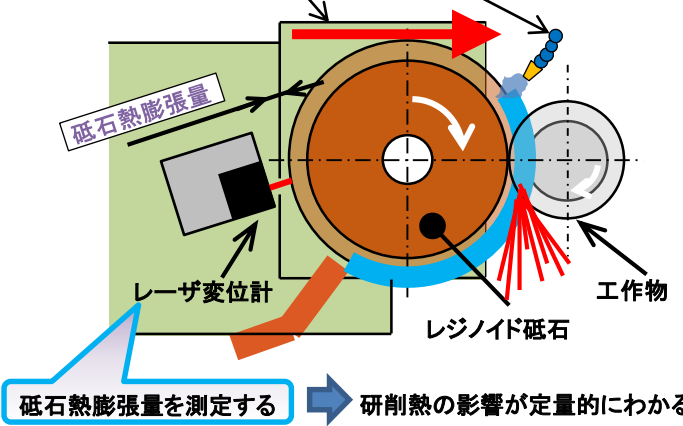 砥石熱膨張量
レーザ変位計
工作物
レジノイド砥石
砥石熱膨張量を測定する
研削熱の影響が定量的にわかる